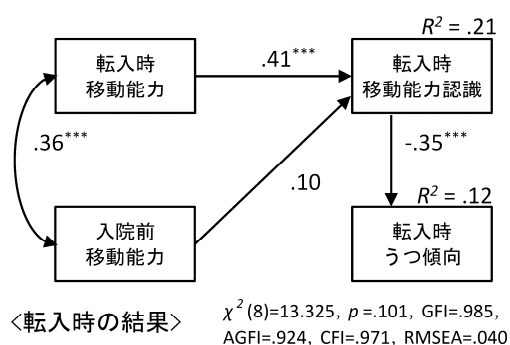 R² = .21
転入時
移動能力
.41***
転入時
移動能力認識
.36***
-.35***
.10
R² = .12
入院前
移動能力
転入時
うつ傾向
<転入時の結果>
χ² (8)=13.325, p =.101, GFI=.985,
AGFI=.924, CFI=.971, RMSEA=.040